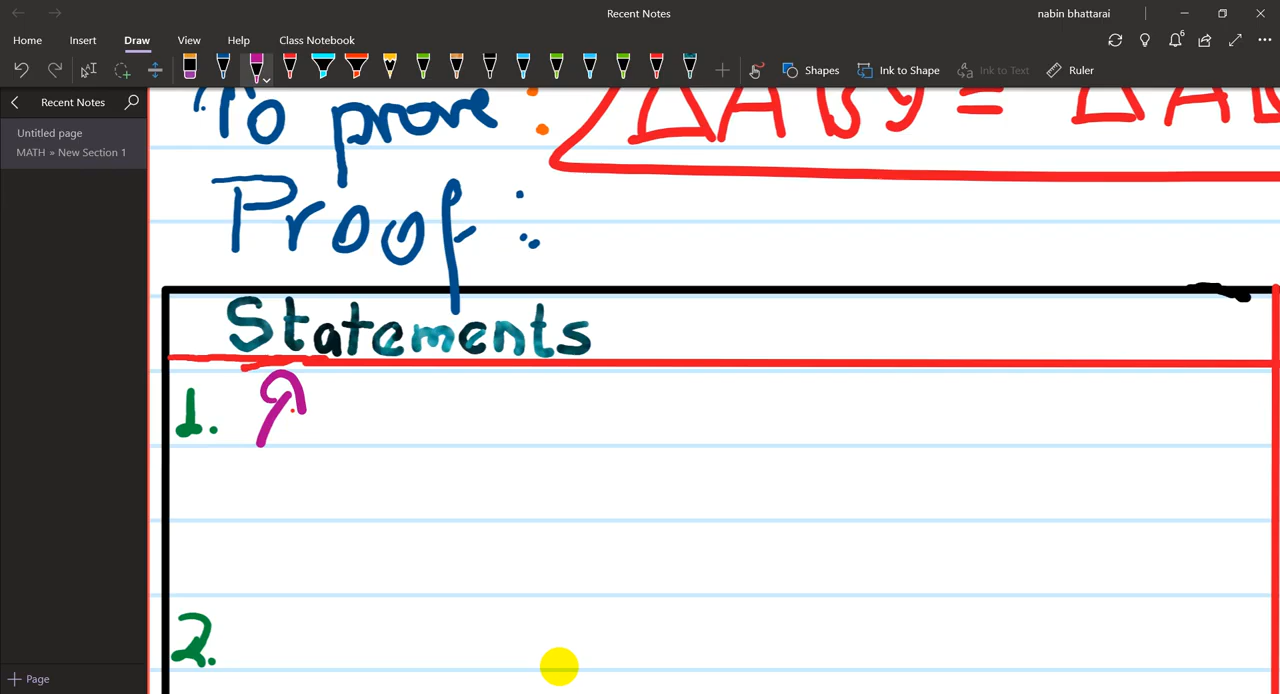 Recent Notes
nabin bhattarai
Home Insert Draw View Help Class Notebook
6
Shapes Ink to Shape Ink to Text Ruler
Recent Notes
Untitled page
MATH » New Section 1
To prove :
Proof :
Statements
1.
2.
+ Page